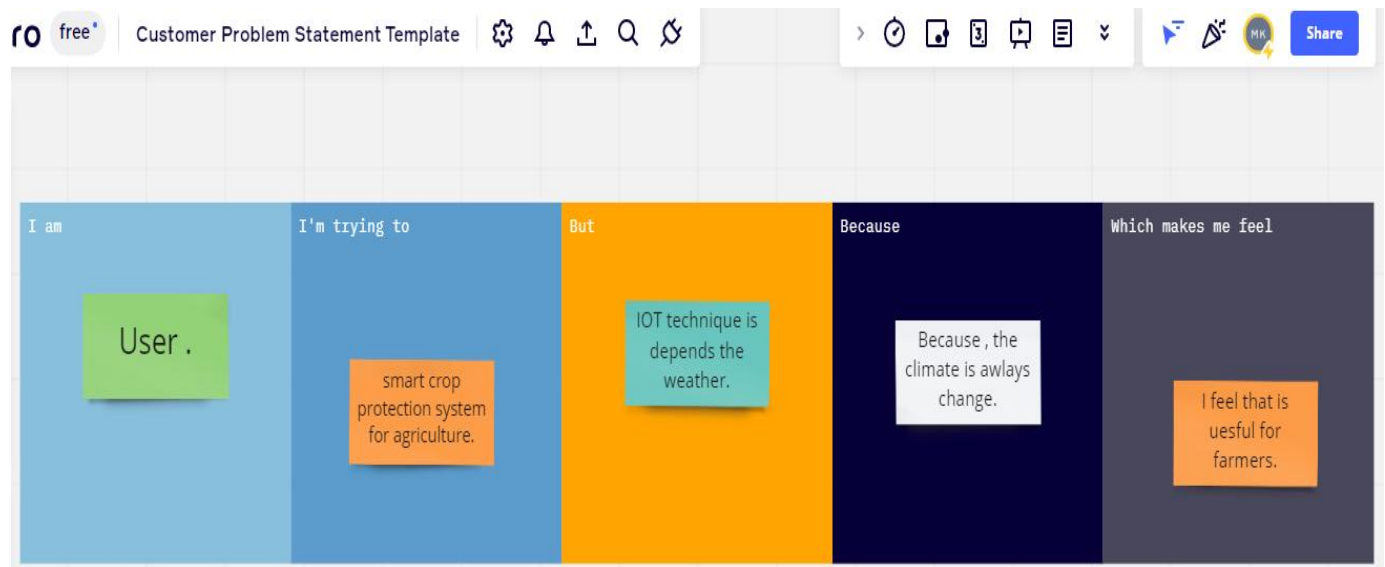 ro free Customer Problem Statement Template 3 MK Share
I am I'm trying to But Because Which makes me feel
User .
smart crop
protection system
for agriculture.
IOT technique is
depends the
weather.
Because , the
climate is awlays
change.
I feel that is
uesful for
farmers.